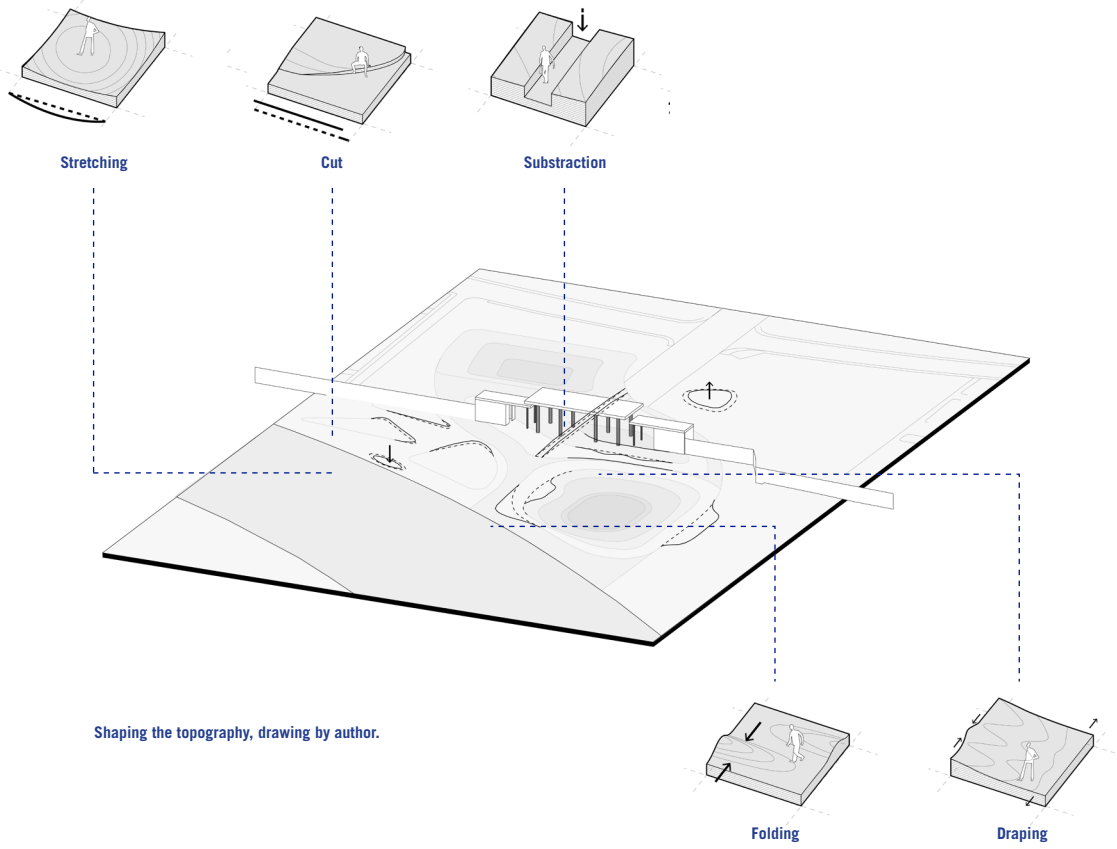 Stretching
Cut
Substraction
Shaping the topography, drawing by author.
Folding
Draping